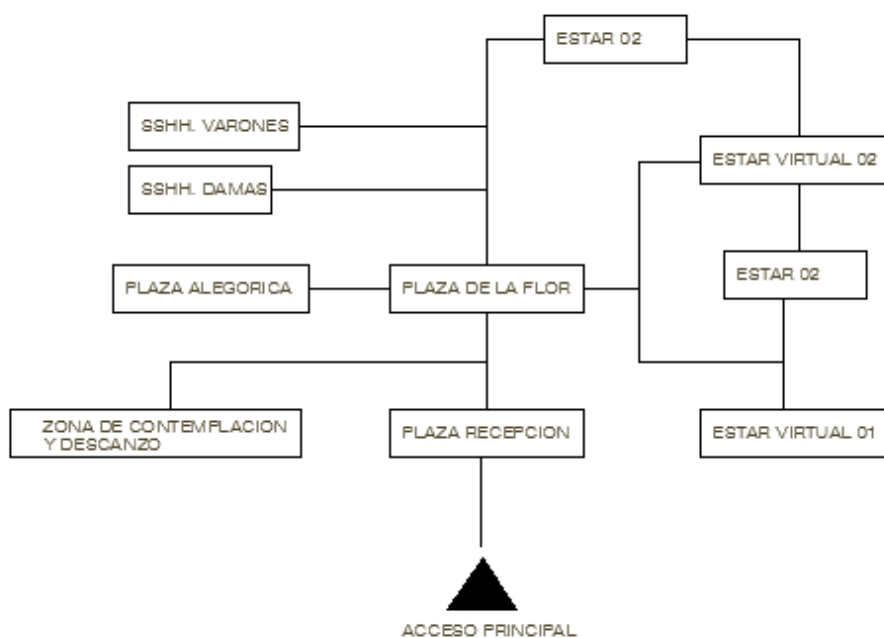 ESTAR 02
SSHH. VARONES
ESTAR VIRTUAL 02
SSHH. DAMAS
ESTAR 02
PLAZA ALEGORICA
PLAZA DE LA FLOR
ZONA DE CONTEMPLACION
Y DESCANZO
PLAZA RECEPCION
ESTAR VIRTUAL 01
ACCESO PRINCIPAL